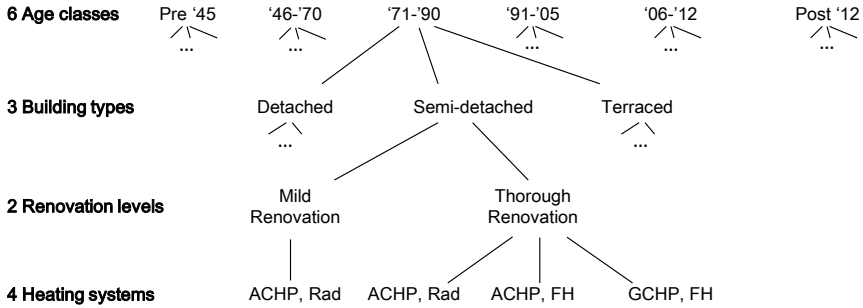 6 Age classes Pre ‘45 ‘46-’70 ‘71-’90 ‘91-’05 ‘06-’12 Post ‘12
... ... ... ... ...
3 Building types Detached Semi-detached Terraced
... ...
Mild Thorough
2 Renovation levels Renovation Renovation
4 Heating systems ACHP, Rad ACHP, Rad ACHP, FH GCHP, FH